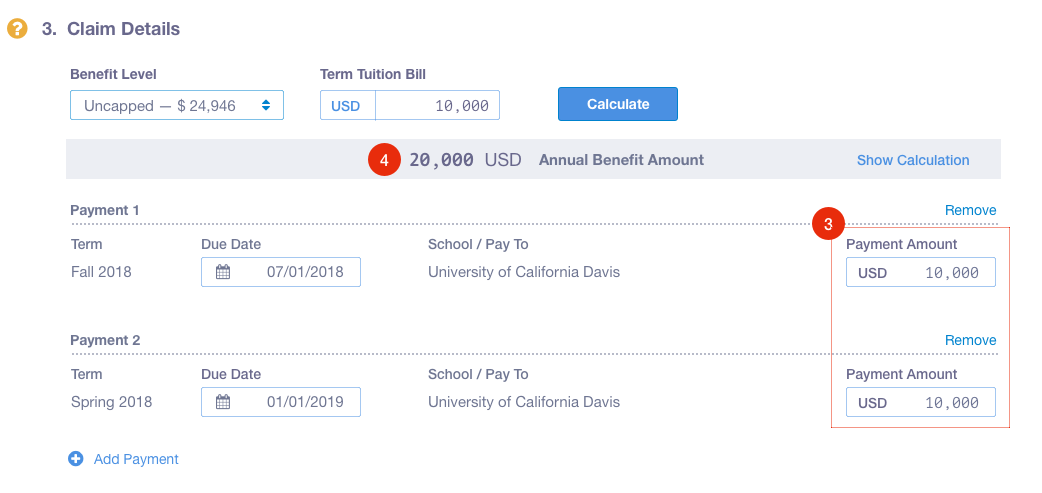 ? 3. Claim Details
Benefit Level Term Tuition Bill
Uncapped — $ 24,946 USD 10,000 Calculate
4 20,000 USD Annual Benefit Amount Show Calculation
Payment 1 Remove
3
Term Due Date School / Pay To Payment Amount
Fall 2018 07/01/2018 University of California Davis USD 10,000
Payment 2 Remove
Term Due Date School / Pay To Payment Amount
Spring 2018 01/01/2019 University of California Davis USD 10,000
Add Payment